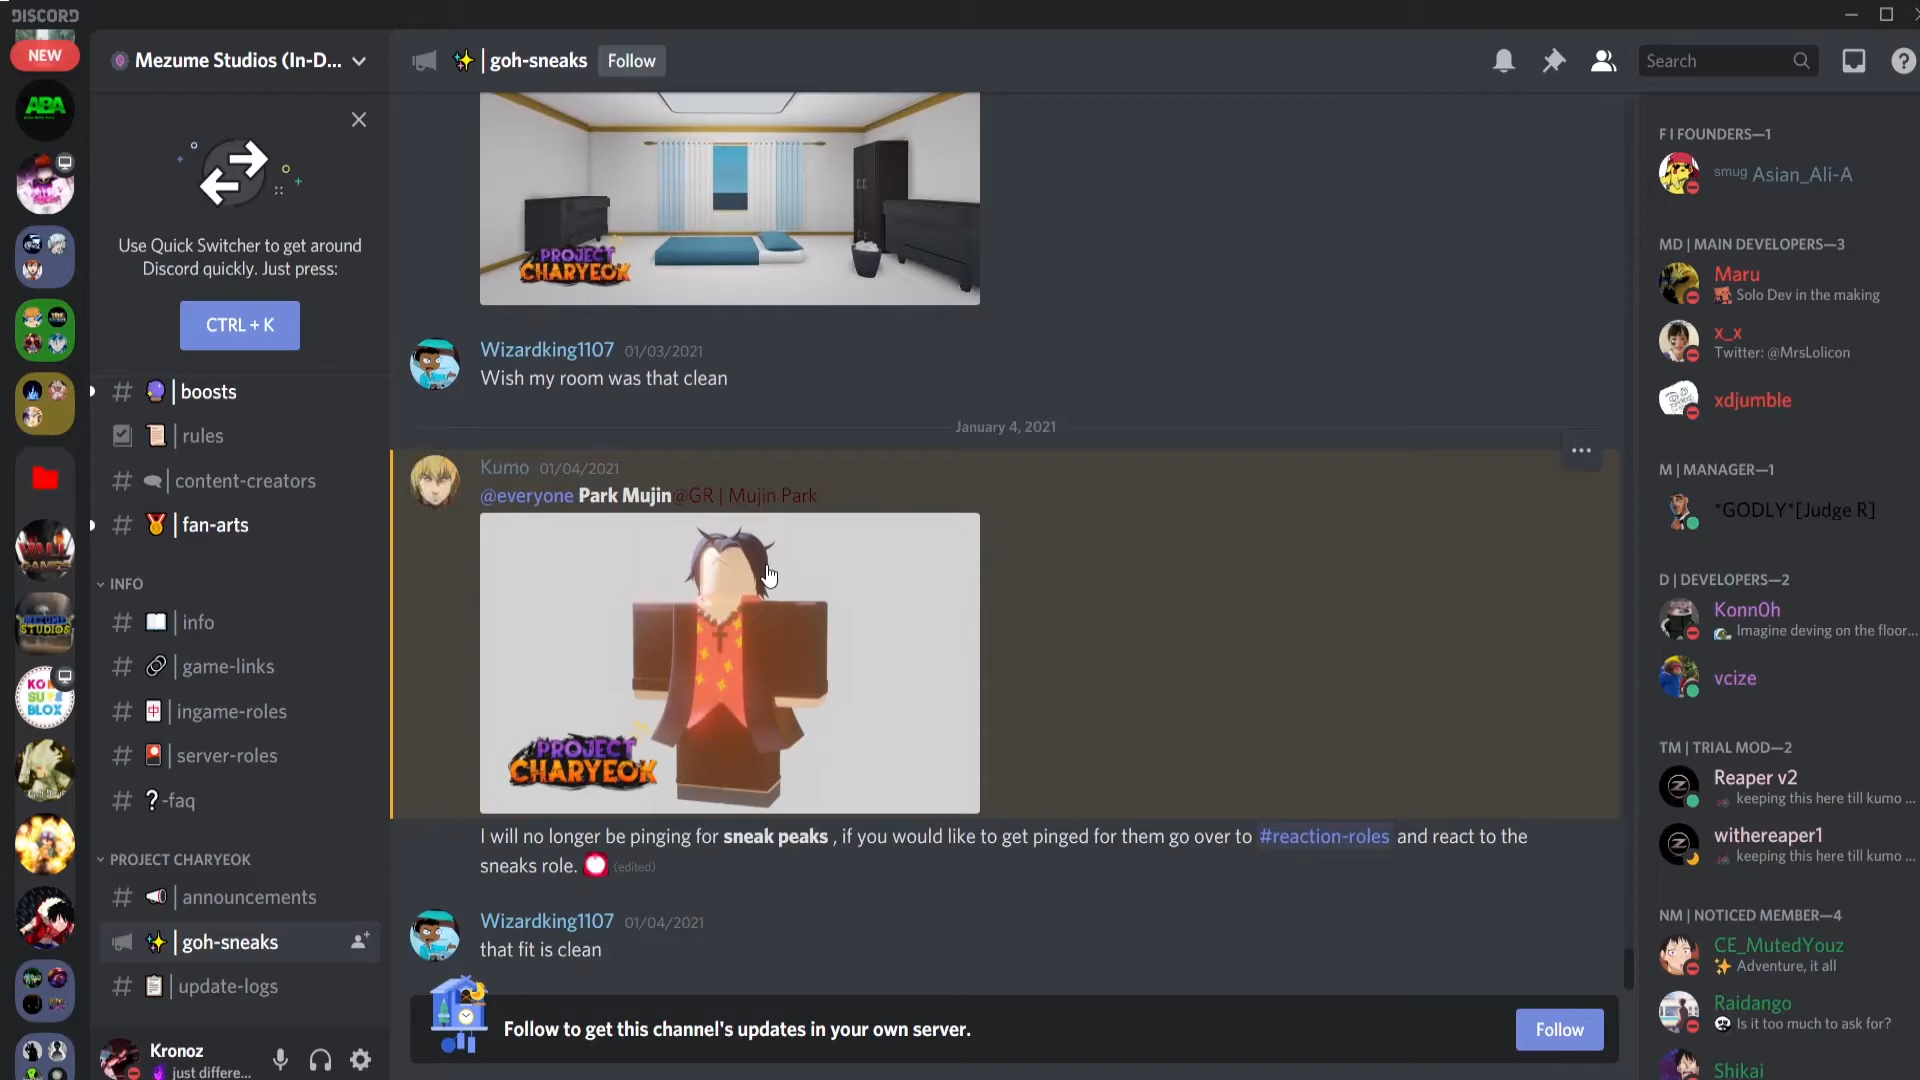 DISCORD
NEW
Mezume Studios (In-D...
| goh-sneaks
Follow
Search
ABA
Use Quick Switcher to get around
Discord quickly. Just press:
CTRL + K
| boosts
| rules
| content-creators
| fan-arts
INFO
| info
| game-links
| ingame-roles
| server-roles
?-faq
PROJECT CHARYEOK
| announcements
| goh-sneaks
| update-logs
Kronoz
just differe...
PROJECT
CHARYEOK
Wizardking1107 01/03/2021
Wish my room was that clean
January 4, 2021
Kumo 01/04/2021
@everyone Park Mujin@GR | Mujin Park
PROJECT
CHARYEOK
I will no longer be pinging for sneak peaks , if you would like to get pinged for them go over to #reaction-roles and react to the
sneaks role. (edited)
Wizardking1107 01/04/2021
that fit is clean
Follow to get this channel's updates in your own server.
Follow
F I FOUNDERS—1
smug Asian_Ali-A
MD | MAIN DEVELOPERS—3
Maru
Solo Dev in the making
x_x
Twitter: @MrsLolicon
xdjumble
M | MANAGER—1
*GODLY*[Judge R]
D | DEVELOPERS—2
Konn0h
Imagine deving on the floor...
vcize
TM | TRIAL MOD—2
Reaper v2
keeping this here till kumo ...
withereaper1
keeping this here till kumo ...
NM | NOTICED MEMBER—4
CE_MutedYouz
Adventure, it all
Raidango
Is it too much to ask for?
Shikai